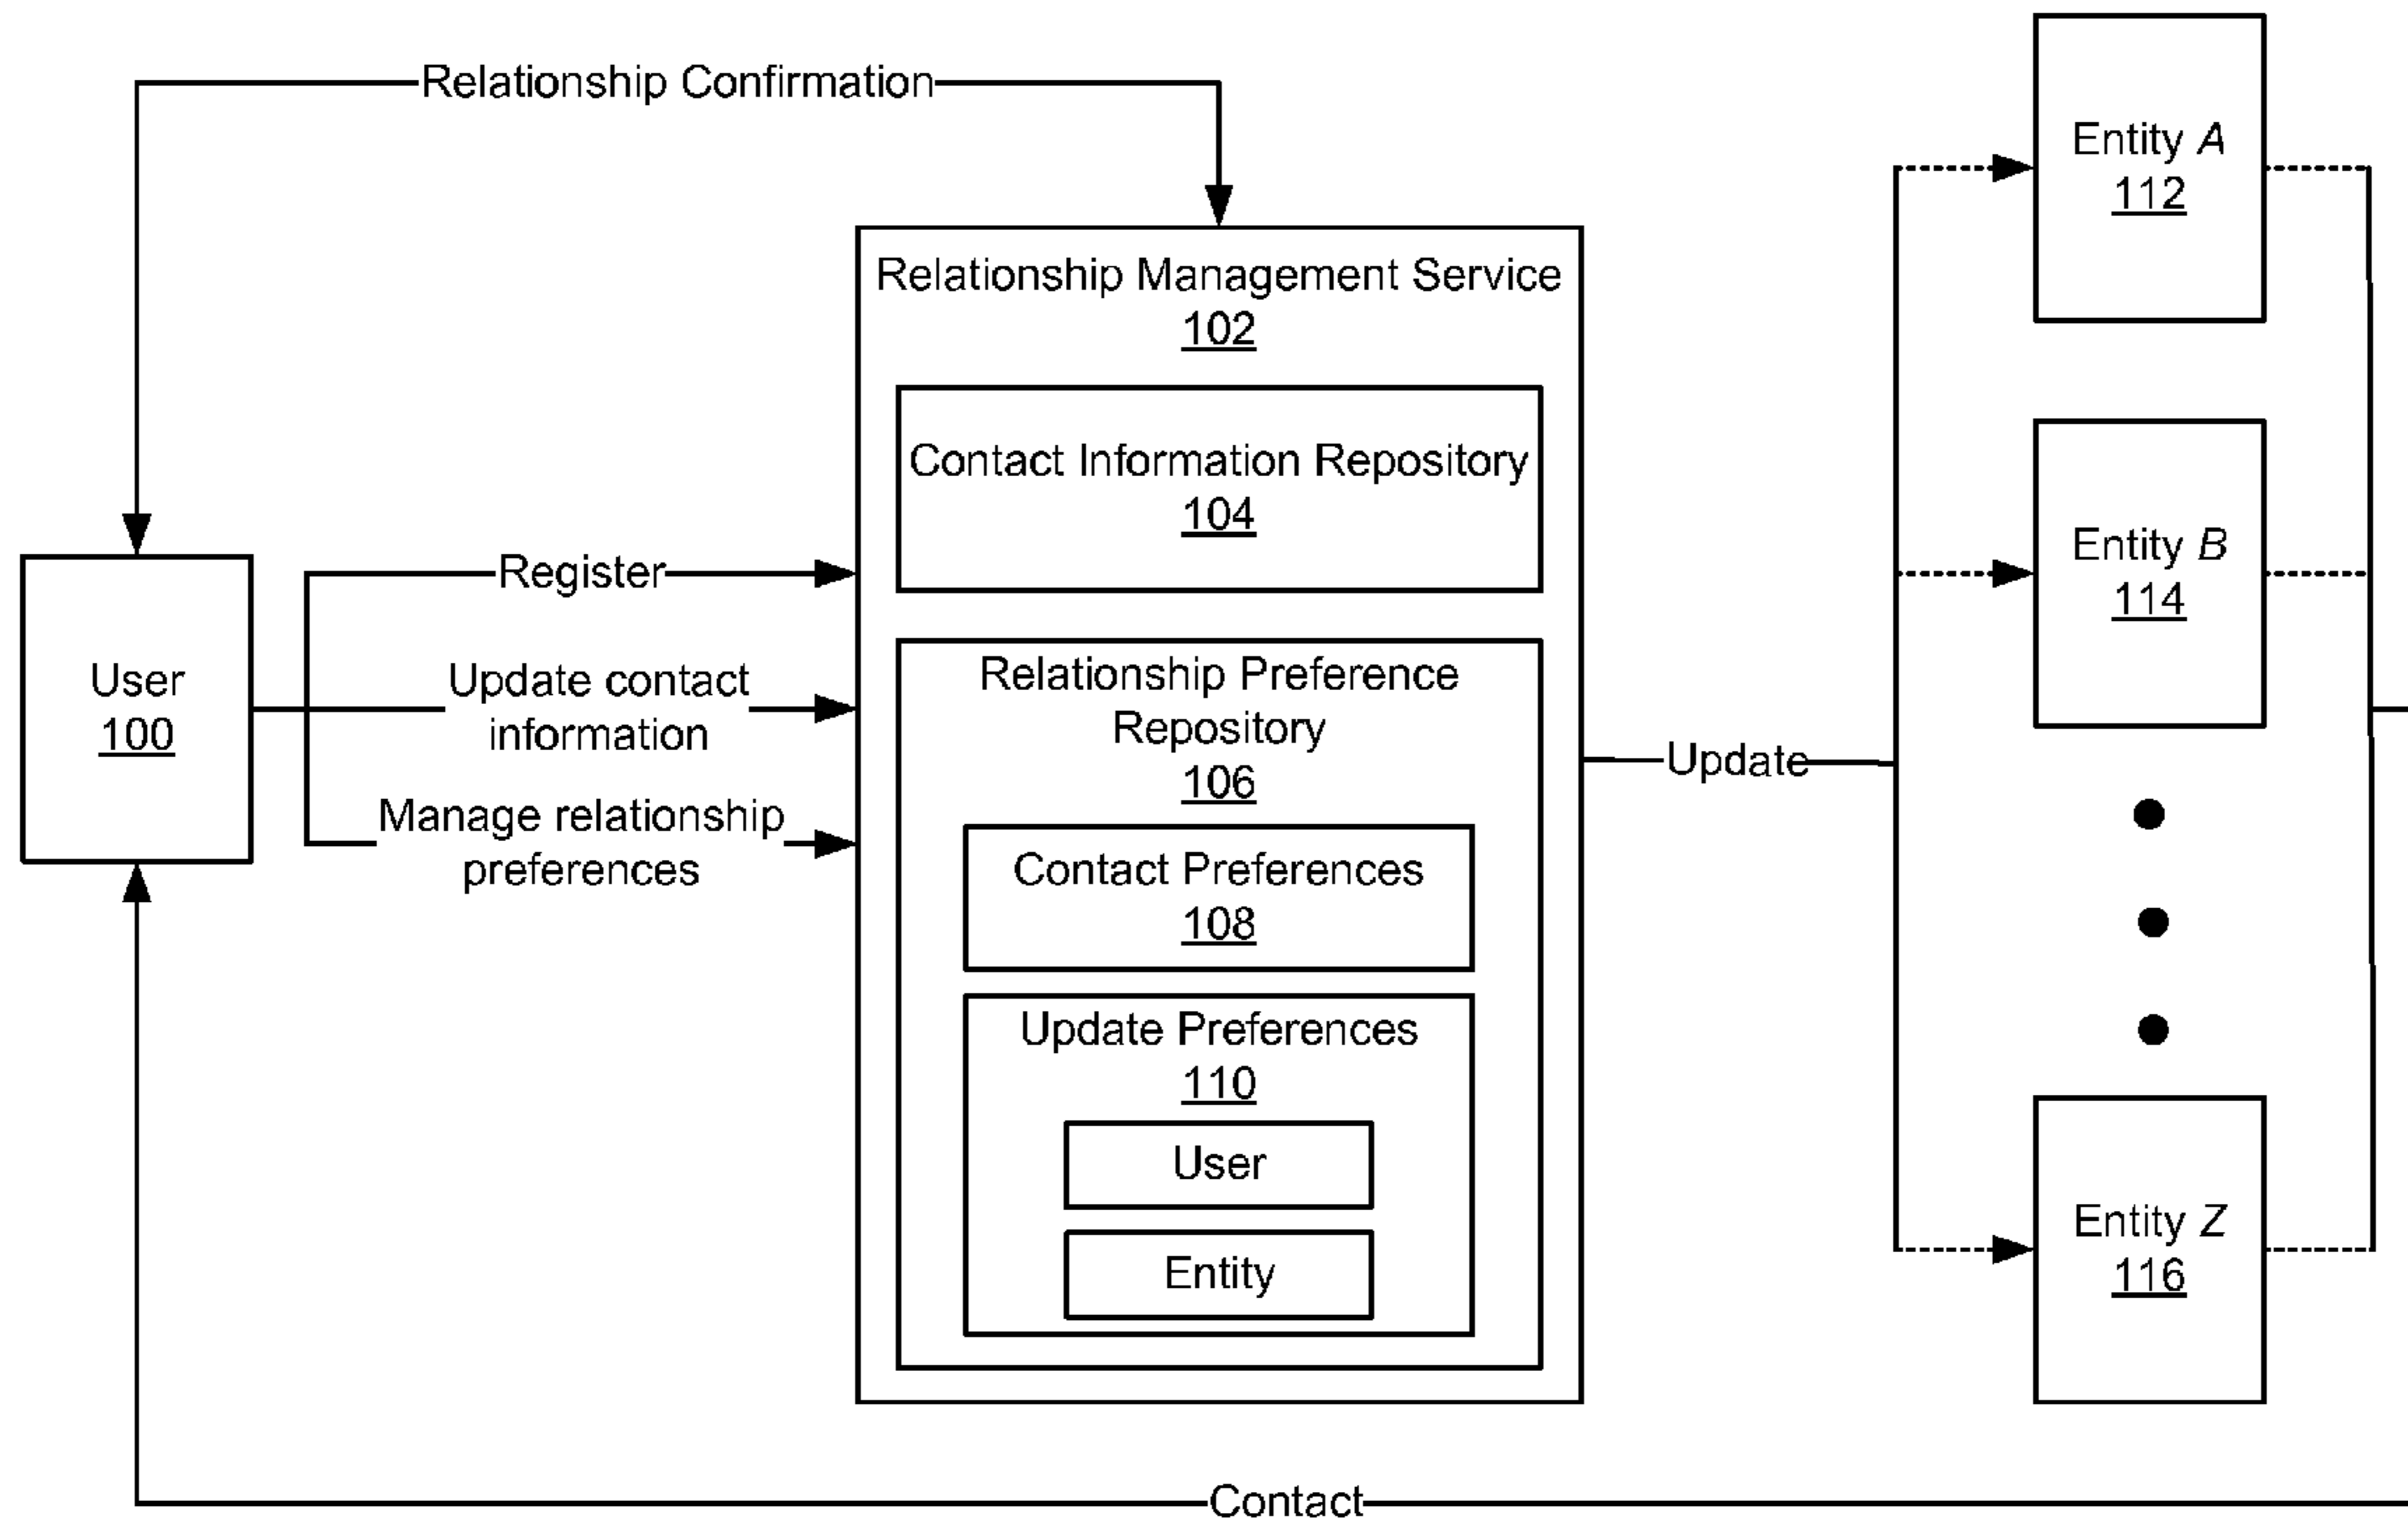 Relationship Confirmation
User
100
Register
Update contact
information
Manage relationship
preferences
Relationship Management Service
102
Contact Information Repository
104
Relationship Preference
Repository
106
Contact Preferences
108
Update Preferences
110
User
Entity
Update
Entity A
112
Entity B
114
Entity Z
116
Contact